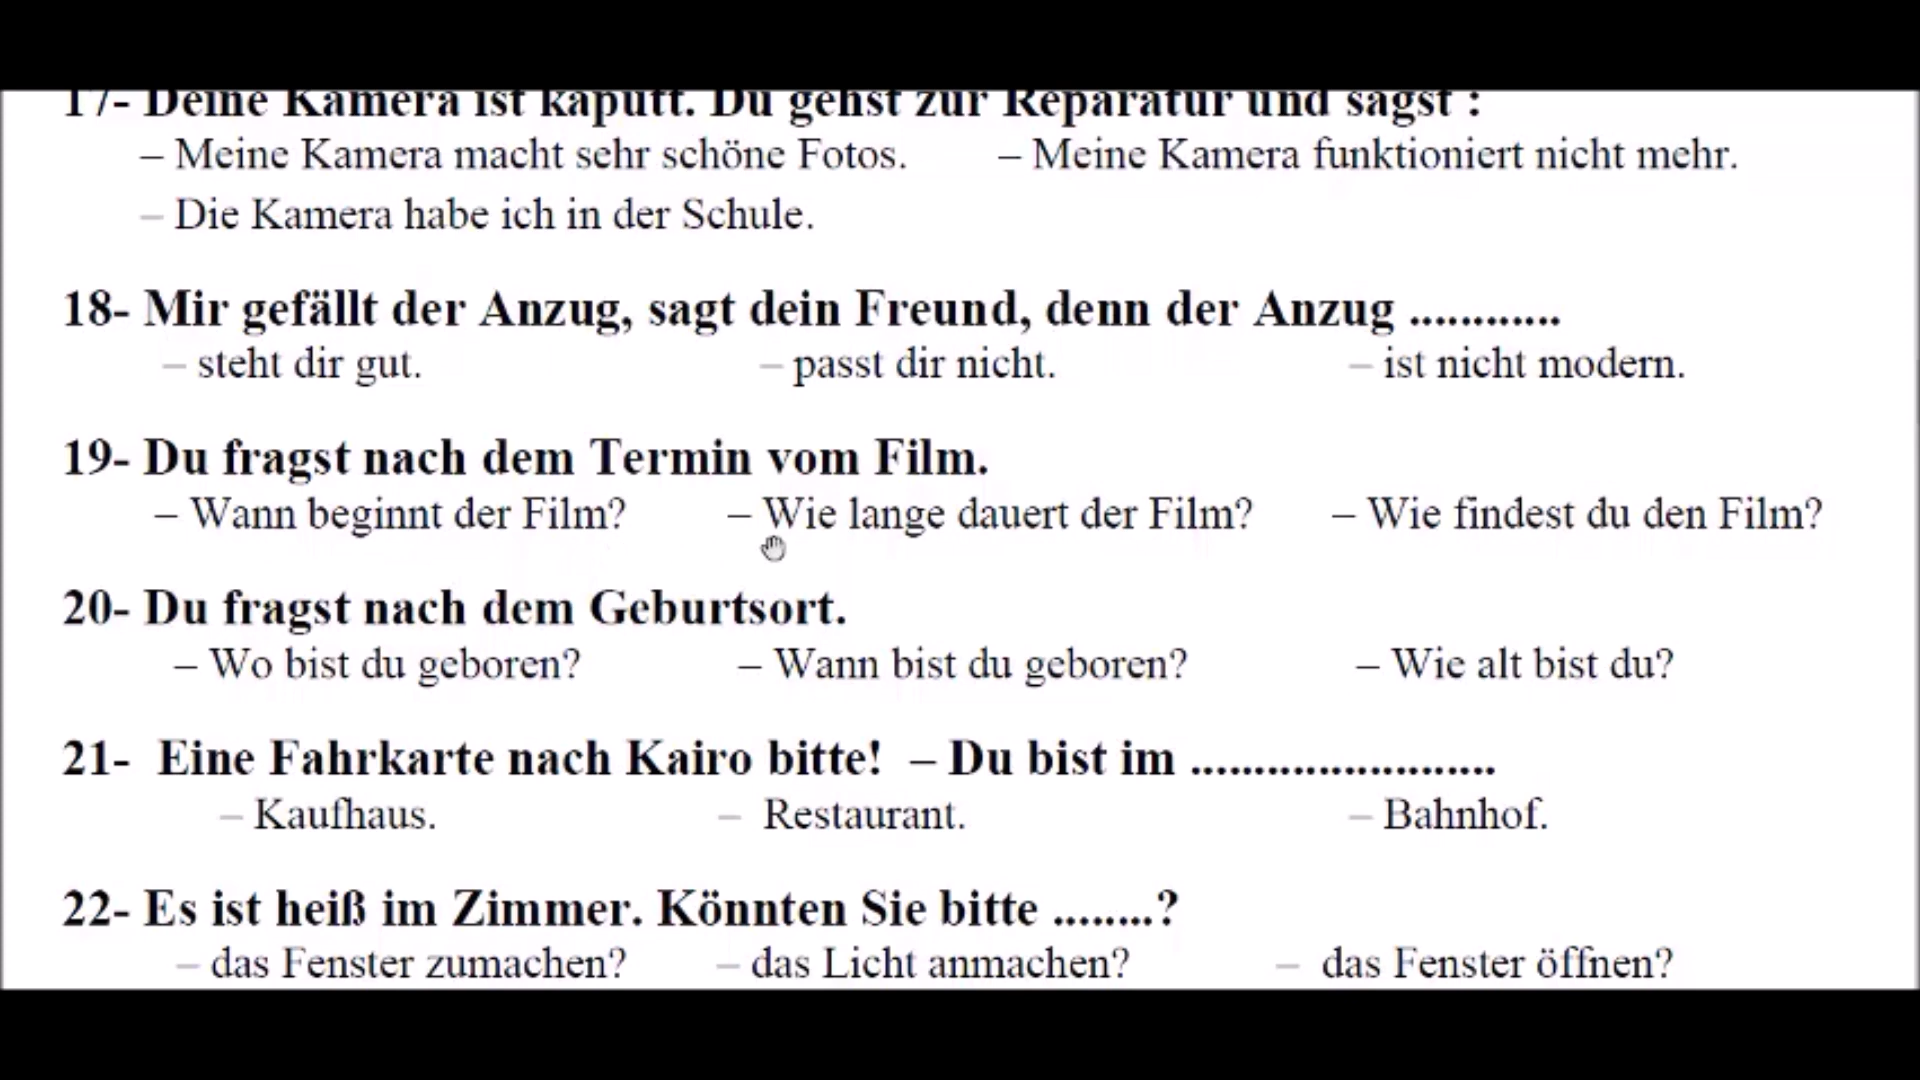 17- Deine Kamera ist kaputt. Du gehst zur Reparatur und sagst :
– Meine Kamera macht sehr schöne Fotos. – Meine Kamera funktioniert nicht mehr.
– Die Kamera habe ich in der Schule.
18- Mir gefällt der Anzug, sagt dein Freund, denn der Anzug ............
– steht dir gut. – passt dir nicht. – ist nicht modern.
19- Du fragst nach dem Termin vom Film.
– Wann beginnt der Film? – Wie lange dauert der Film? – Wie findest du den Film?
20- Du fragst nach dem Geburtsort.
– Wo bist du geboren? – Wann bist du geboren? – Wie alt bist du?
21- Eine Fahrkarte nach Kairo bitte! – Du bist im ........................
– Kaufhaus. – Restaurant. – Bahnhof.
22- Es ist heiß im Zimmer. Könnten Sie bitte ........?
– das Fenster zumachen? – das Licht anmachen? – das Fenster öffnen?